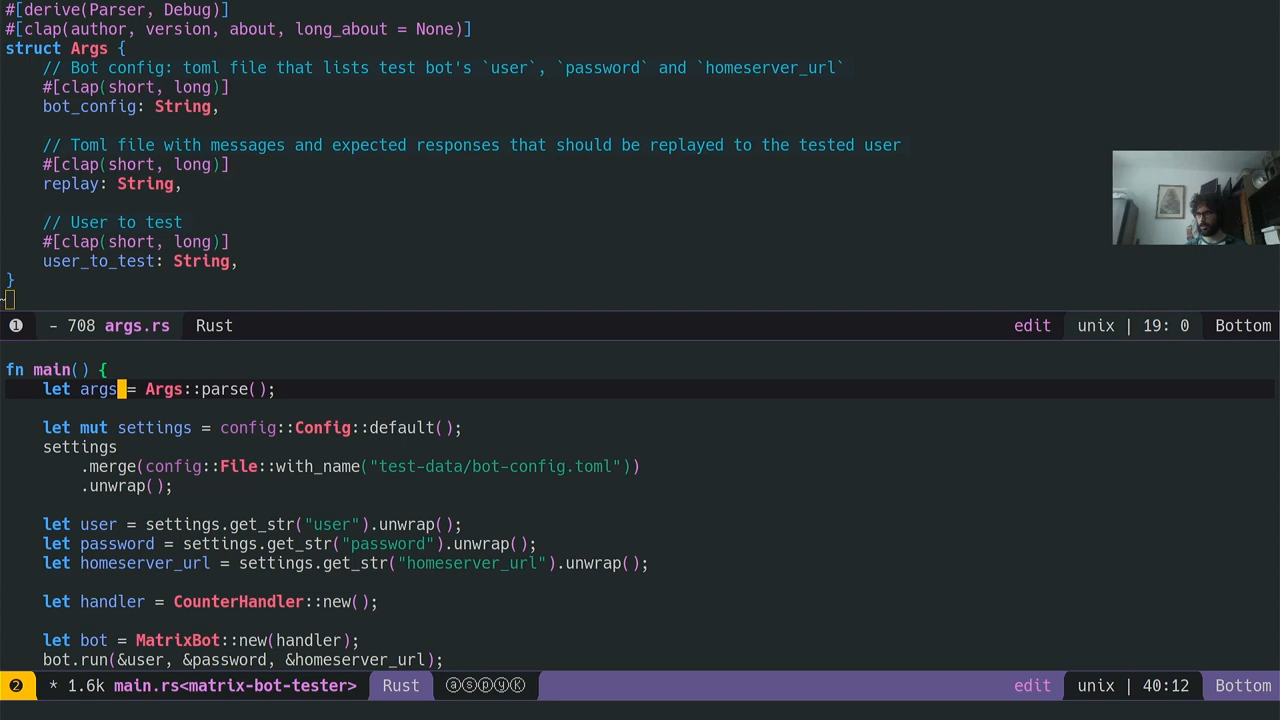 #[derive(Parser, Debug)]
#[clap(author, version, about, long_about = None)]
struct Args {
    // Bot config: toml file that lists test bot's `user`, `password` and `homeserver_url`
    #[clap(short, long)]
    bot_config: String,

    // Toml file with messages and expected responses that should be replayed to the tested user
    #[clap(short, long)]
    replay: String,

    // User to test
    #[clap(short, long)]
    user_to_test: String,
}
~
❶ - 708 args.rs Rust edit unix | 19: 0 Bottom

fn main() {
    let args = Args::parse();

    let mut settings = config::Config::default();
    settings
        .merge(config::File::with_name("test-data/bot-config.toml"))
        .unwrap();

    let user = settings.get_str("user").unwrap();
    let password = settings.get_str("password").unwrap();
    let homeserver_url = settings.get_str("homeserver_url").unwrap();

    let handler = CounterHandler::new();

    let bot = MatrixBot::new(handler);
    bot.run(&user, &password, &homeserver_url);
❷ * 1.6k main.rs<matrix-bot-tester> Rust ⓐⓢⓟⓨⓀ edit unix | 40:12 Bottom